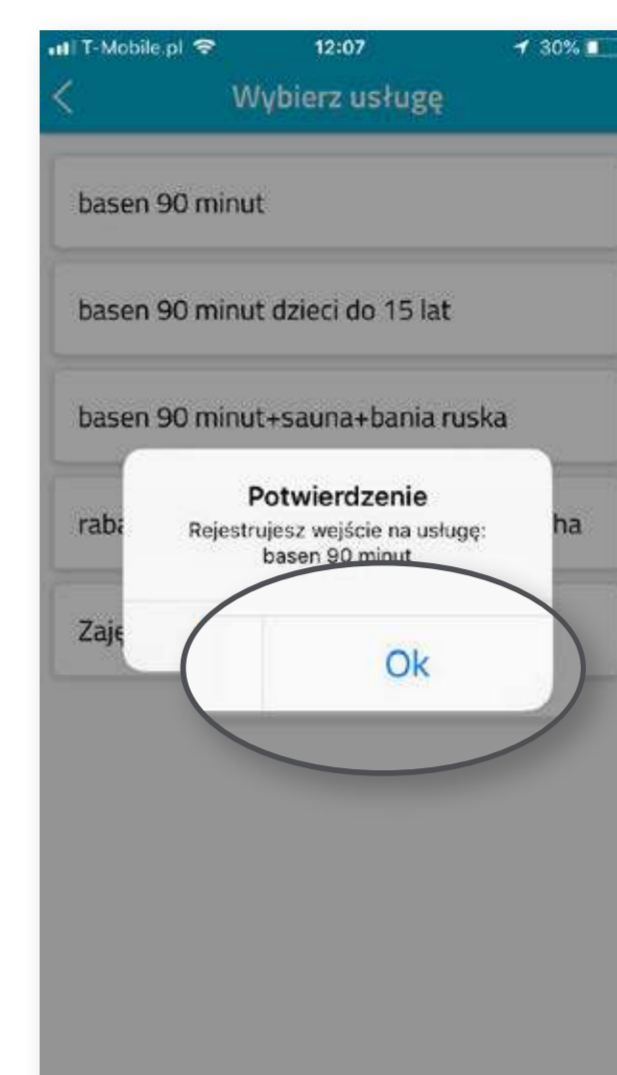 T-Mobile.pl 12:07 30%
Wybierz usługę
basen 90 minut
basen 90 minut dzieci do 15 lat
basen 90 minut+sauna+bania ruska
Potwierdzenie
Rejestrujesz wejście na usługę:
basen 90 minut
Ok